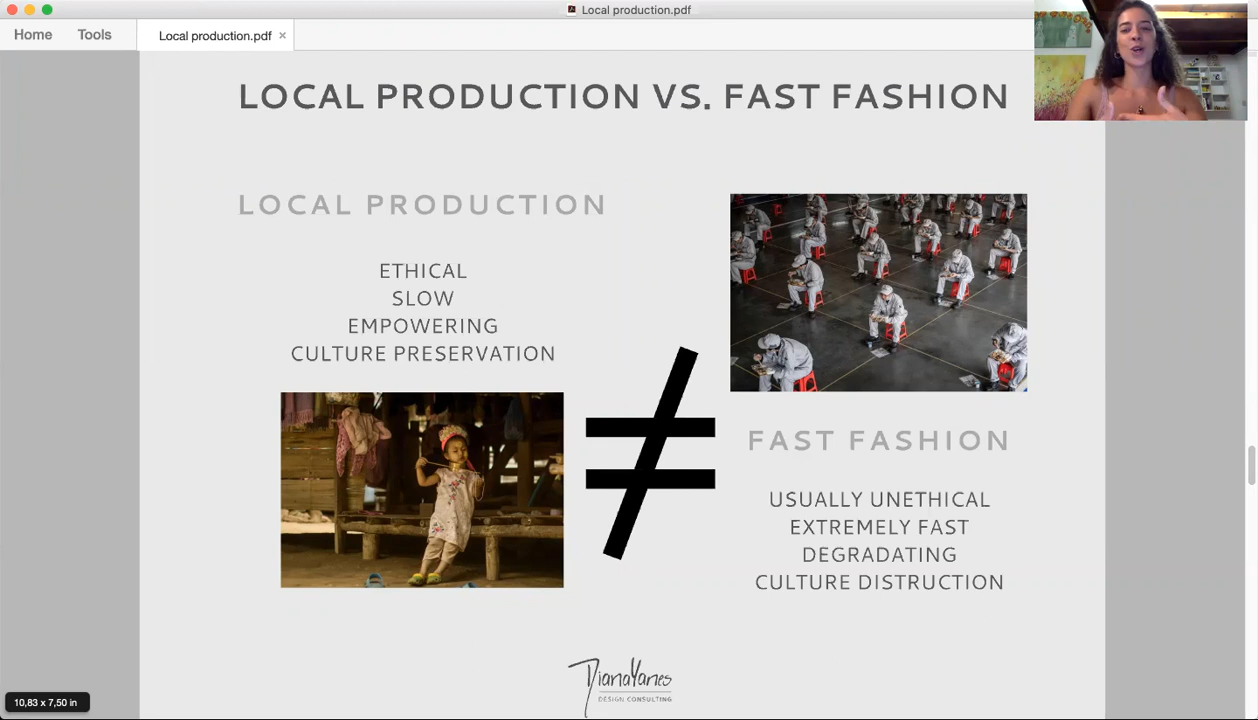 Local production.pdf
Home
Tools
Local production.pdf ×
LOCAL PRODUCTION VS. FAST FASHION
LOCAL PRODUCTION
ETHICAL
SLOW
EMPOWERING
CULTURE PRESERVATION
FAST FASHION
USUALLY UNETHICAL
EXTREMELY FAST
DEGRADATING
CULTURE DISTRUCTION
DianaYanes
DESIGN CONSULTING
10,83 x 7,50 in